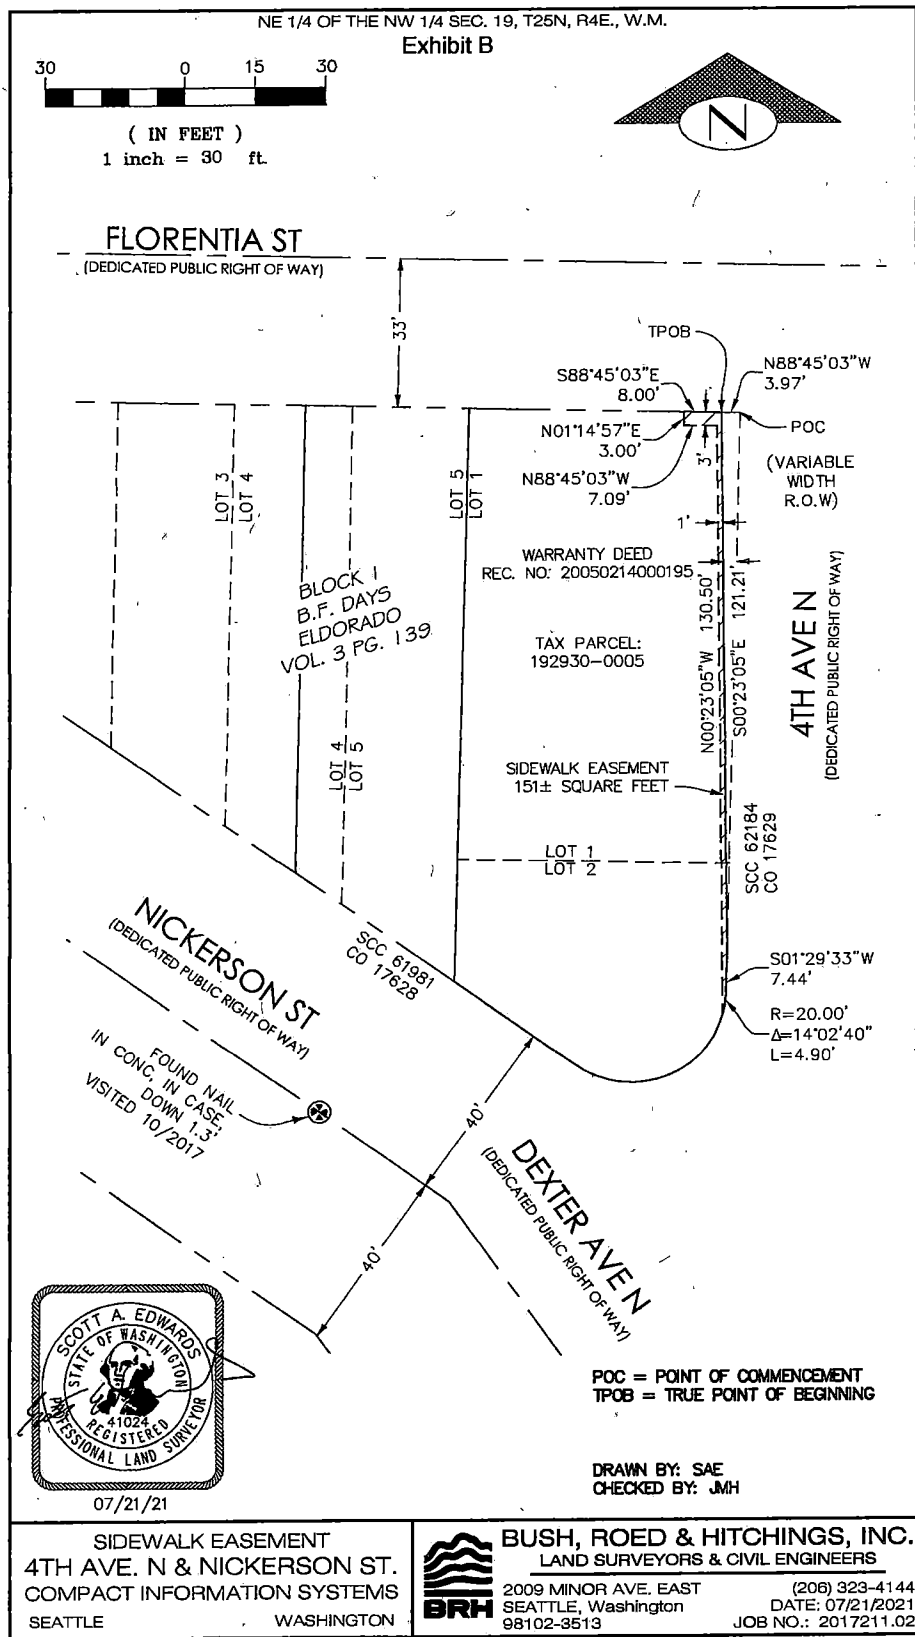 NE 1/4 OF THE NW 1/4 SEC. 19, T25N, R4E., W.M.
Exhibit B
30 0 15 30
( IN FEET )
1 inch = 30 ft.
N
FLORENTIA ST
(DEDICATED PUBLIC RIGHT OF WAY)
33'
TPOB
S88°45'03"E
8.00'
N88°45'03"W
3.97'
POC
N01°14'57"E
3.00'
3'
N88°45'03"W
7.09'
(VARIABLE
WIDTH
R.O.W)
LOT 3
LOT 4
LOT 5
LOT 1
1'
WARRANTY DEED
REC. NO: 20050214000195
BLOCK 1
B.F. DAYS
ELDORADO
VOL. 3 PG. 139
TAX PARCEL:
192930-0005
N00°23'05"W 130.50'
S00°23'05"E 121.21'
4TH AVE N
(DEDICATED PUBLIC RIGHT OF WAY)
LOT 4
LOT 5
SIDEWALK EASEMENT
151± SQUARE FEET
SCC 62184
CO 17629
LOT 1
LOT 2
NICKERSON ST
(DEDICATED PUBLIC RIGHT OF WAY)
SCC 61981
CO 17628
S01°29'33"W
7.44'
R=20.00'
Δ=14°02'40"
L=4.90'
FOUND NAIL
IN CONC, IN CASE,
DOWN 1.3'
VISITED 10/2017
40'
40'
DEXTER AVE N
(DEDICATED PUBLIC RIGHT OF WAY)
SCOTT A. EDWARDS
STATE OF WASHINGTON
41024
REGISTERED
PROFESSIONAL LAND SURVEYOR
07/21/21
POC = POINT OF COMMENCEMENT
TPOB = TRUE POINT OF BEGINNING
DRAWN BY: SAE
CHECKED BY: JMH
SIDEWALK EASEMENT
4TH AVE. N & NICKERSON ST.
COMPACT INFORMATION SYSTEMS
SEATTLE WASHINGTON
BRH
BUSH, ROED & HITCHINGS, INC.
LAND SURVEYORS & CIVIL ENGINEERS
2009 MINOR AVE. EAST (206) 323-4144
SEATTLE, Washington DATE: 07/21/2021
98102-3513 JOB NO.: 2017211.02